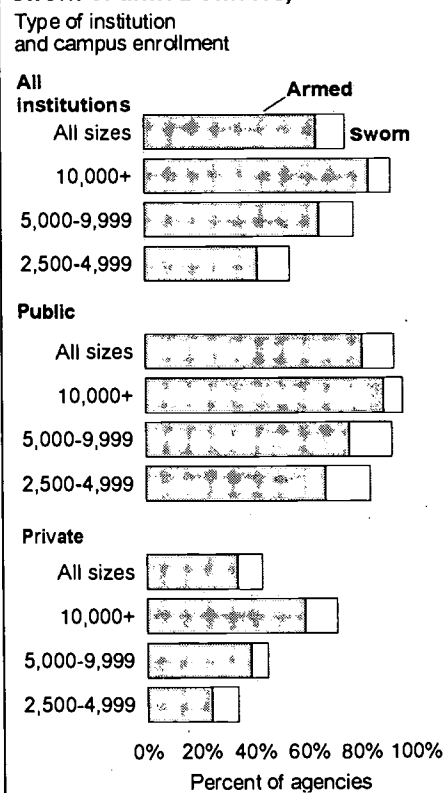 Type of institution
and campus enrollment
All
institutions
Armed
All sizes
Sworn
10,000+
5,000-9,999
2,500-4,999
Public
All sizes
10,000+
5,000-9,999
2,500-4,999
Private
All sizes
10,000+
5,000-9,999
2,500-4,999
0% 20% 40% 60% 80% 100%
Percent of agencies